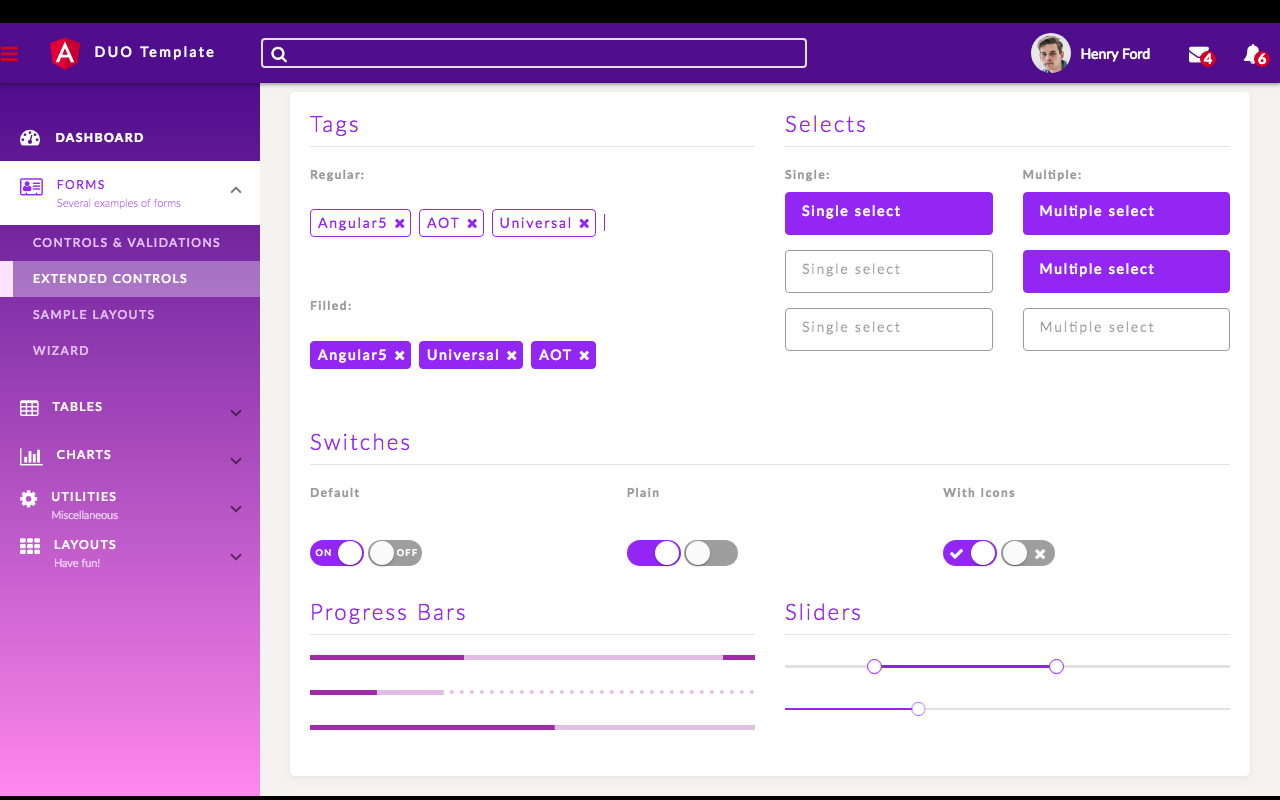 DUO Template
Henry Ford
4
6
DASHBOARD
FORMS
Several examples of forms
CONTROLS & VALIDATIONS
EXTENDED CONTROLS
SAMPLE LAYOUTS
WIZARD
TABLES
CHARTS
UTILITIES
Miscellaneous
LAYOUTS
Have fun!
Tags
Regular:
Angular5 AOT Universal
Filled:
Angular5 Universal AOT
Selects
Single: Multiple:
Single select Multiple select
Single select Multiple select
Single select Multiple select
Switches
Default Plain With Icons
ON OFF
Progress Bars
Sliders